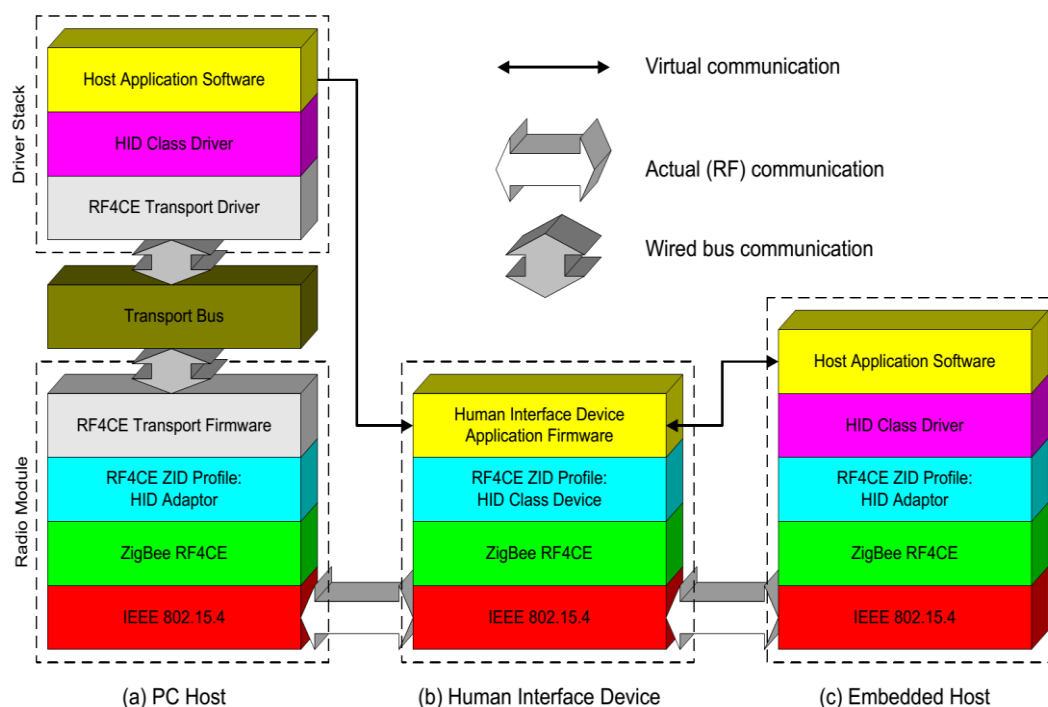 Driver Stack
Host Application Software
HID Class Driver
RF4CE Transport Driver
Transport Bus
Radio Module
RF4CE Transport Firmware
RF4CE ZID Profile:
HID Adaptor
ZigBee RF4CE
IEEE 802.15.4
(a) PC Host
Virtual communication
Actual (RF) communication
Wired bus communication
Human Interface Device
Application Firmware
RF4CE ZID Profile:
HID Class Device
ZigBee RF4CE
IEEE 802.15.4
(b) Human Interface Device
Host Application Software
HID Class Driver
RF4CE ZID Profile:
HID Adaptor
ZigBee RF4CE
IEEE 802.15.4
(c) Embedded Host